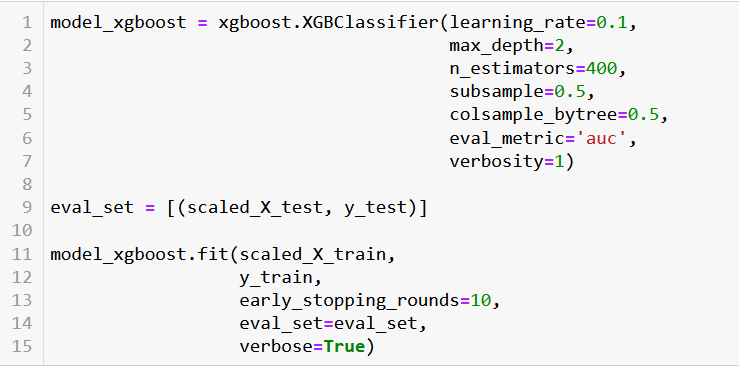 1 model_xgboost = xgboost.XGBClassifier(learning_rate=0.1,
2 max_depth=2,
3 n_estimators=400,
4 subsample=0.5,
5 colsample_bytree=0.5,
6 eval_metric='auc',
7 verbosity=1)
8
9 eval_set = [(scaled_X_test, y_test)]
10
11 model_xgboost.fit(scaled_X_train,
12 y_train,
13 early_stopping_rounds=10,
14 eval_set=eval_set,
15 verbose=True)